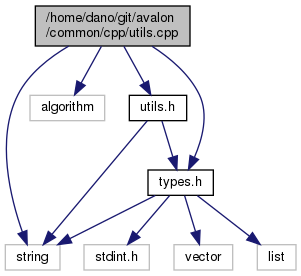 /home/dano/git/avalon
/common/cpp/utils.cpp
algorithm
utils.h
types.h
string
stdint.h
vector
list